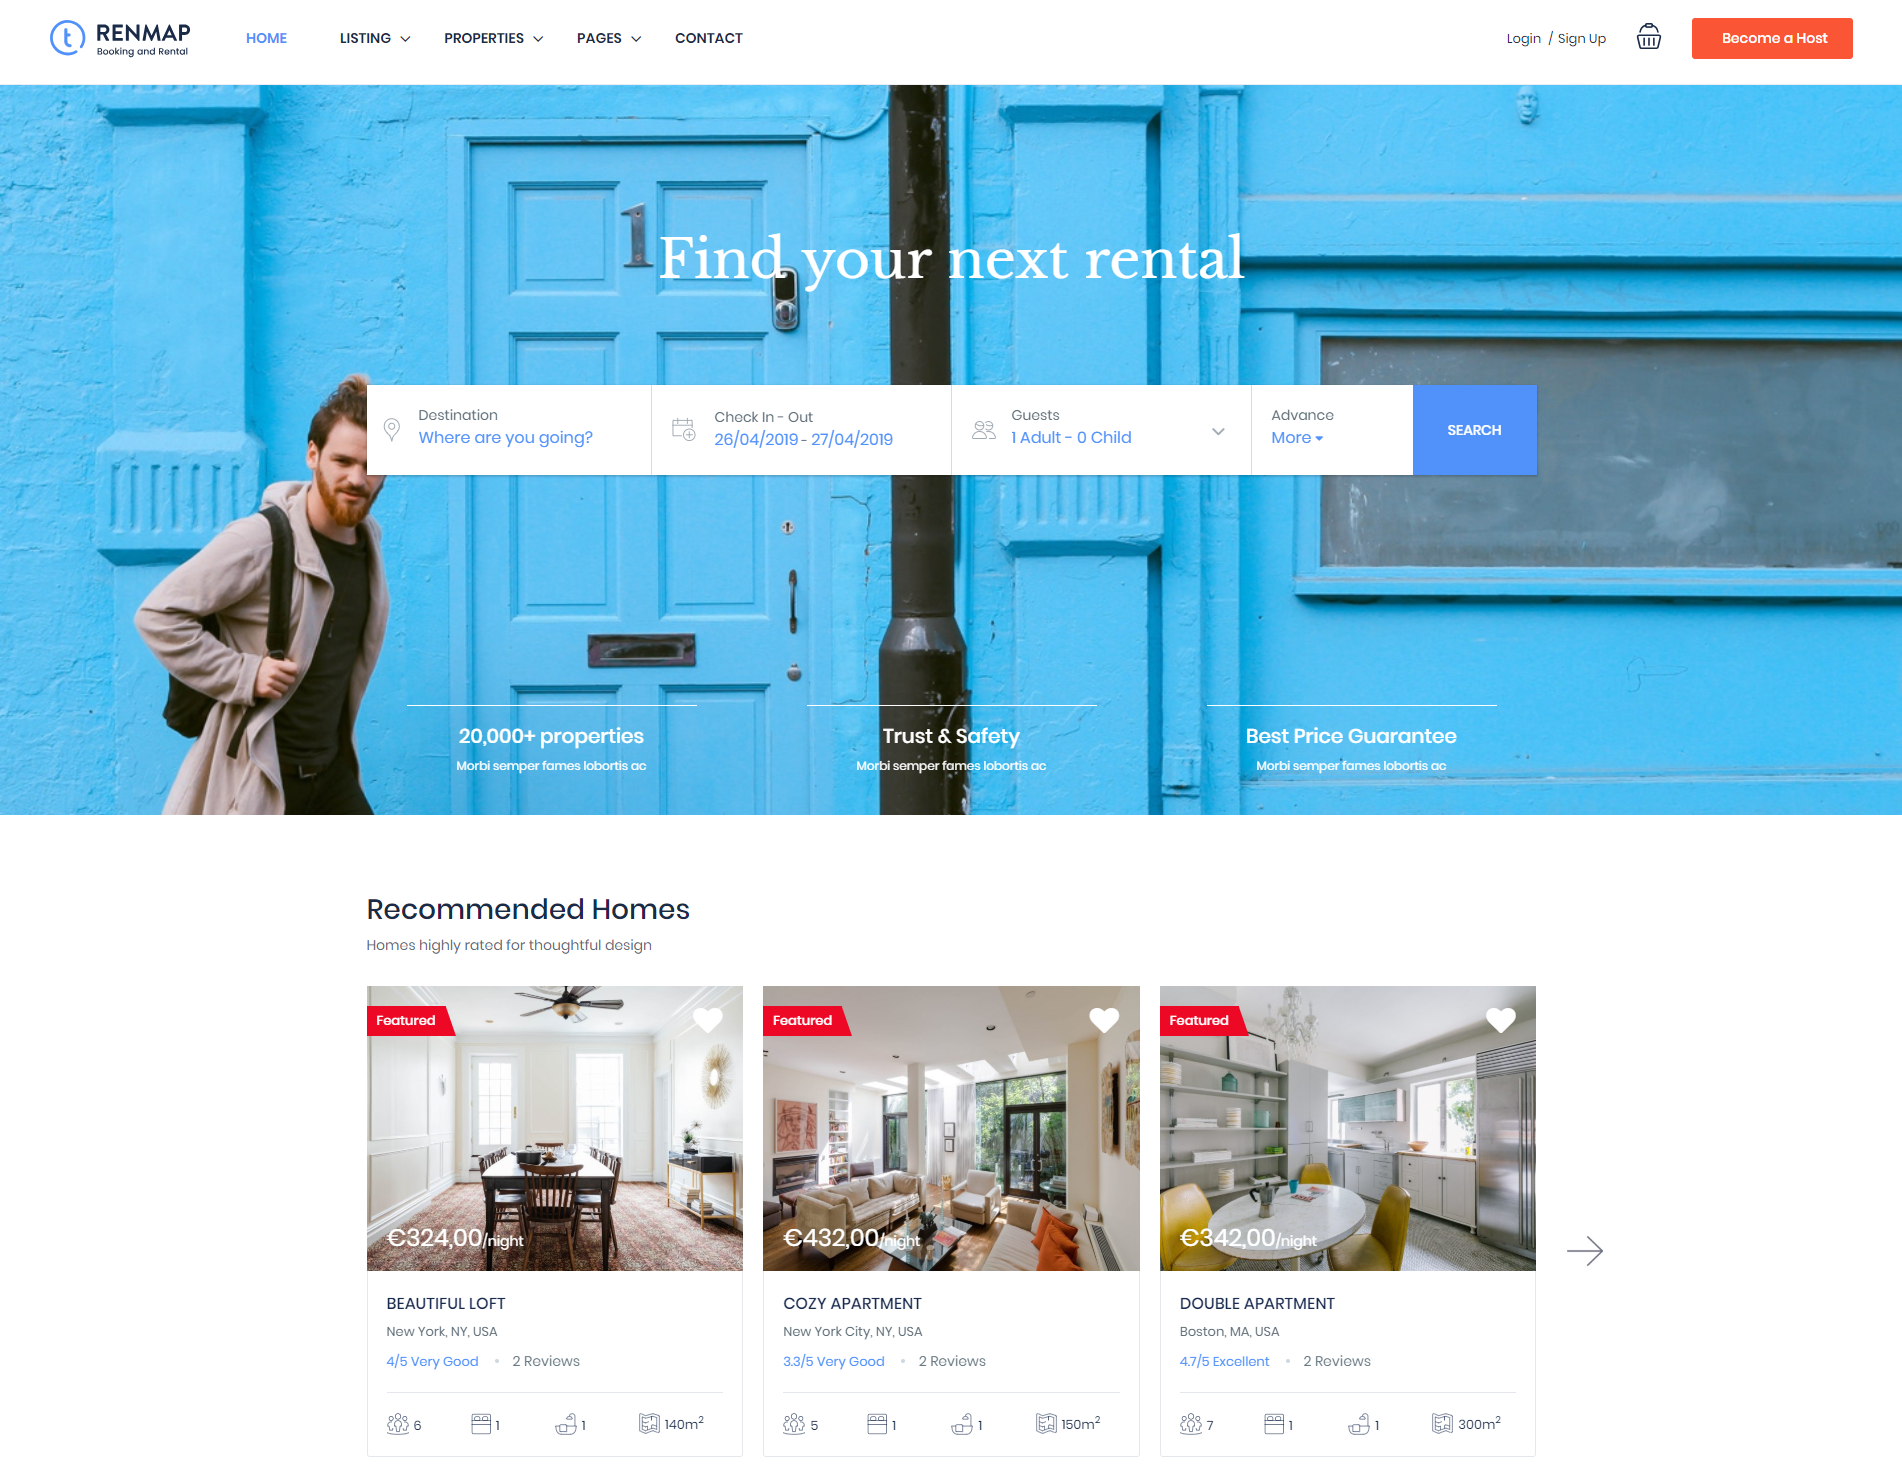 RENMAP
Booking and Rental
HOME
LISTING
PROPERTIES
PAGES
CONTACT
Login / Sign Up
Become a Host
1
Find your next rental
Destination
Where are you going?
Check In - Out
26/04/2019 - 27/04/2019
Guests
1 Adult - 0 Child
Advance
More
SEARCH
20,000+ properties
Morbi semper fames lobortis ac
Trust & Safety
Morbi semper fames lobortis ac
Best Price Guarantee
Morbi semper fames lobortis ac
Recommended Homes
Homes highly rated for thoughtful design
Featured
€324,00/night
BEAUTIFUL LOFT
New York, NY, USA
4/5 Very Good • 2 Reviews
6 1 1 140m²
Featured
€432,00/night
COZY APARTMENT
New York City, NY, USA
3.3/5 Very Good • 2 Reviews
5 1 1 150m²
Featured
€342,00/night
DOUBLE APARTMENT
Boston, MA, USA
4.7/5 Excellent • 2 Reviews
7 1 1 300m²